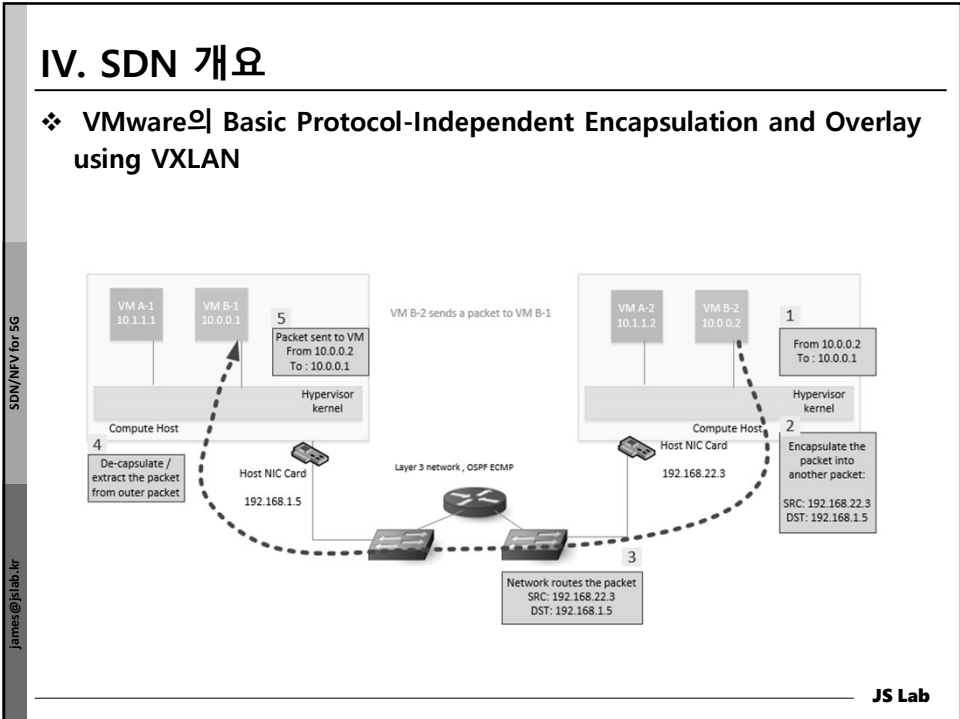 IV. SDN 개요
❖ VMware의 Basic Protocol-Independent Encapsulation and Overlay
using VXLAN
VM A-1
10.1.1.1
VM B-1
10.0.0.1
5
Packet sent to VM
From 10.0.0.2
To : 10.0.0.1
Hypervisor
kernel
Compute Host
4
De-capsulate /
extract the packet
from outer packet
Host NIC Card
192.168.1.5
VM B-2 sends a packet to VM B-1
Layer 3 network , OSPF ECMP
VM A-2
10.1.1.2
VM B-2
10.0.0.2
1
From 10.0.0.2
To : 10.0.0.1
Hypervisor
kernel
Compute Host
Host NIC Card
192.168.22.3
2
Encapsulate the
packet into
another packet:
SRC: 192.168.22.3
DST: 192.168.1.5
3
Network routes the packet
SRC: 192.168.22.3
DST: 192.168.1.5
SDN/NFV for 5G
james@jslab.kr
JS Lab